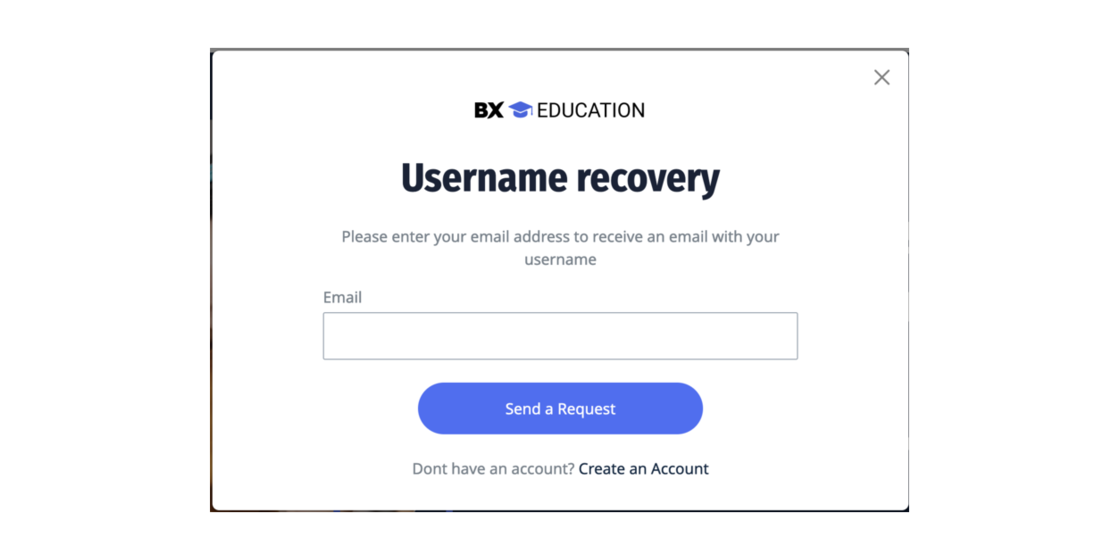 BX EDUCATION
Username recovery
Please enter your email address to receive an email with your
username
Email
Send a Request
Dont have an account? Create an Account